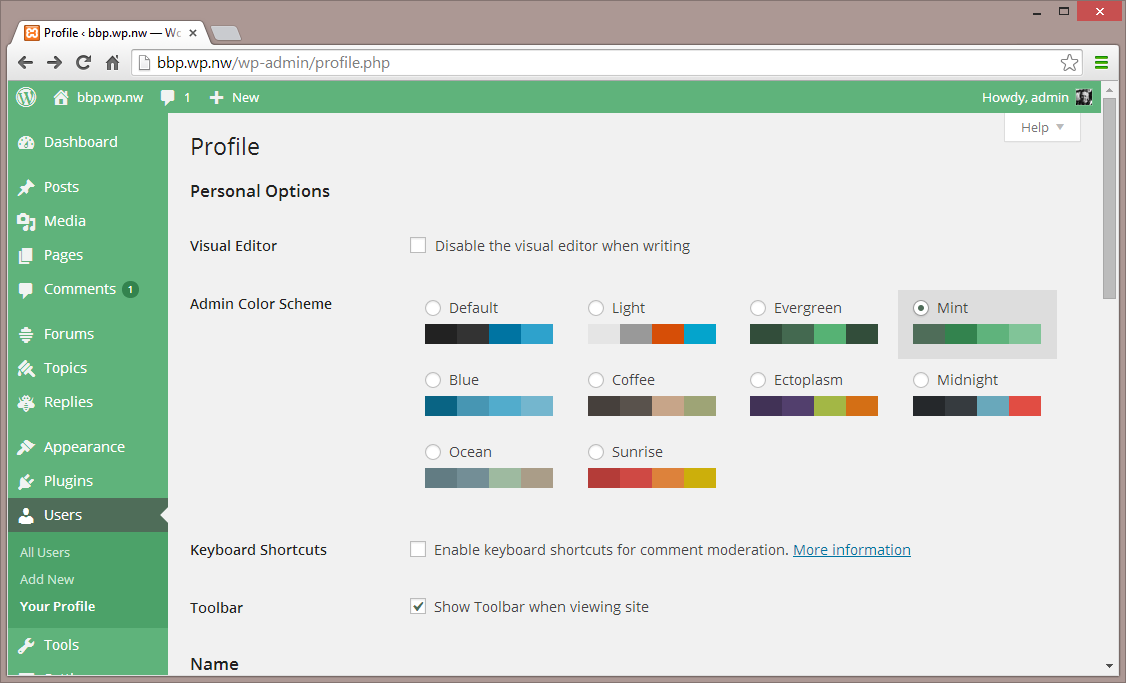 Profile ‹ bbp.wp.nw — Wo
bbp.wp.nw/wp-admin/profile.php
bbp.wp.nw 1 New Howdy, admin
Help
Dashboard
Posts
Media
Pages
Comments 1
Forums
Topics
Replies
Appearance
Plugins
Users
All Users
Add New
Your Profile
Tools
Profile
Personal Options
Visual Editor Disable the visual editor when writing
Admin Color Scheme
Default Light Evergreen Mint
Blue Coffee Ectoplasm Midnight
Ocean Sunrise
Keyboard Shortcuts Enable keyboard shortcuts for comment moderation. More information
Toolbar Show Toolbar when viewing site
Name